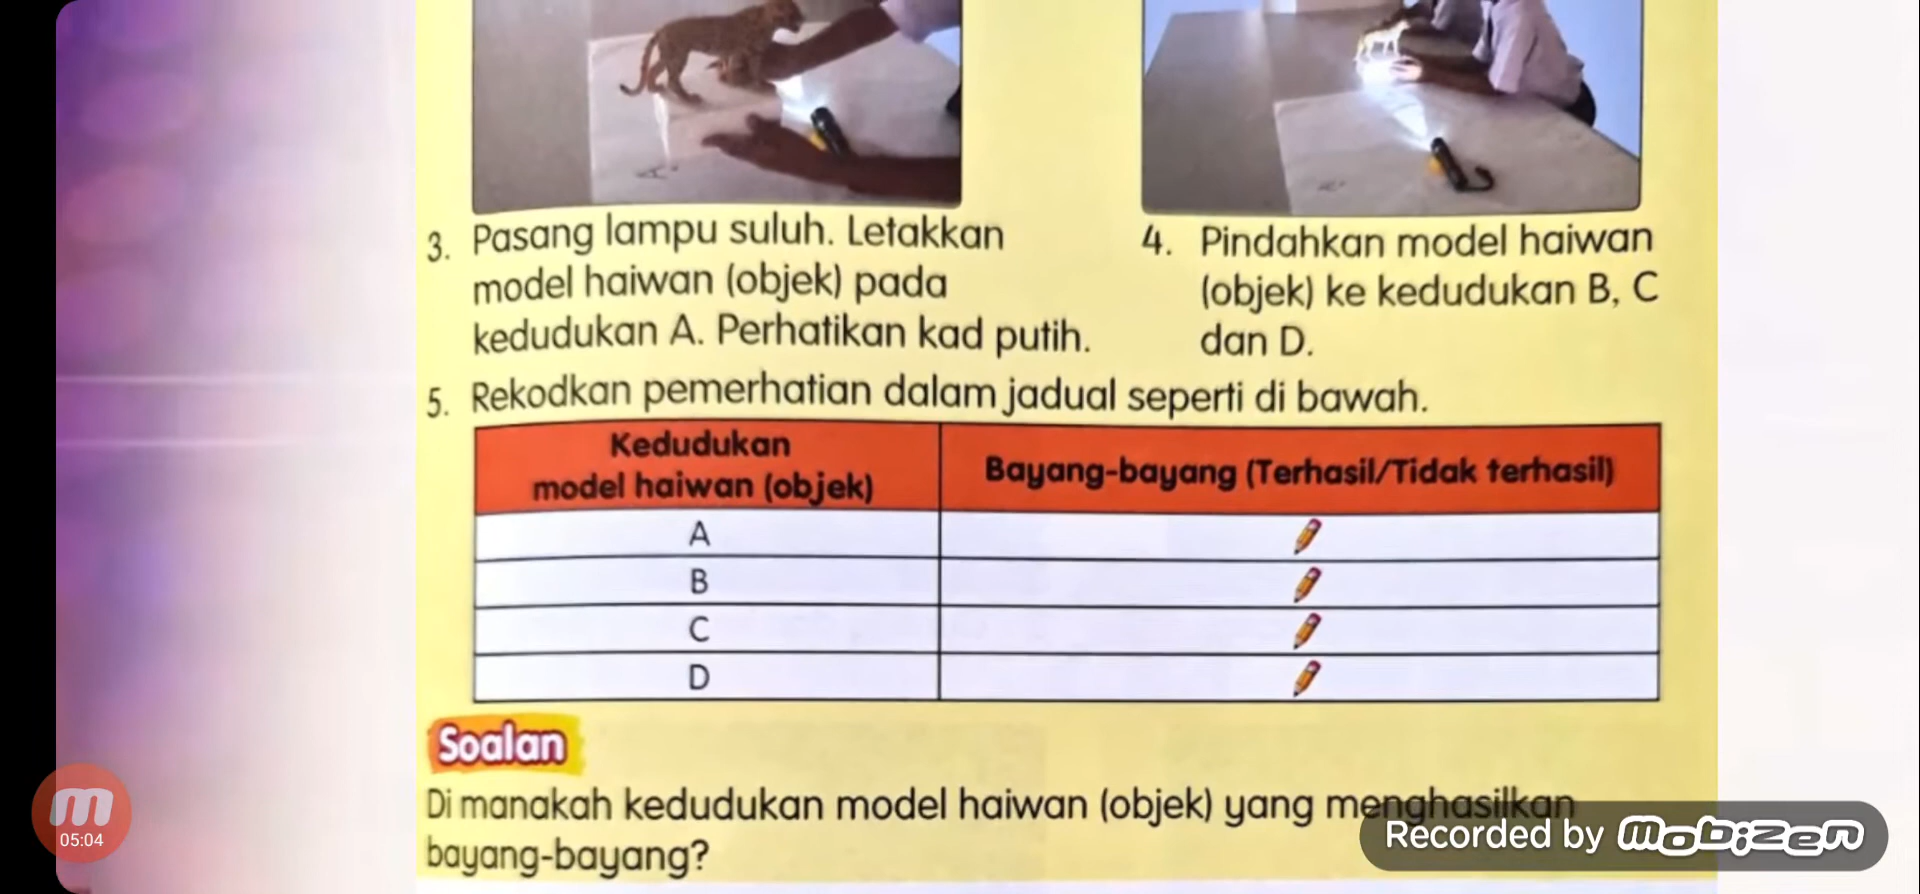 3. Pasang lampu suluh. Letakkan
model haiwan (objek) pada
kedudukan A. Perhatikan kad putih.
4. Pindahkan model haiwan
(objek) ke kedudukan B, C
dan D.
5. Rekodkan pemerhatian dalam jadual seperti di bawah.
Kedudukan
model haiwan (objek)
Bayang-bayang (Terhasil/Tidak terhasil)
A
B
C
D
Soalan
Di manakah kedudukan model haiwan (objek) yang menghasilkan
bayang-bayang?
05:04
Recorded by Mobizen